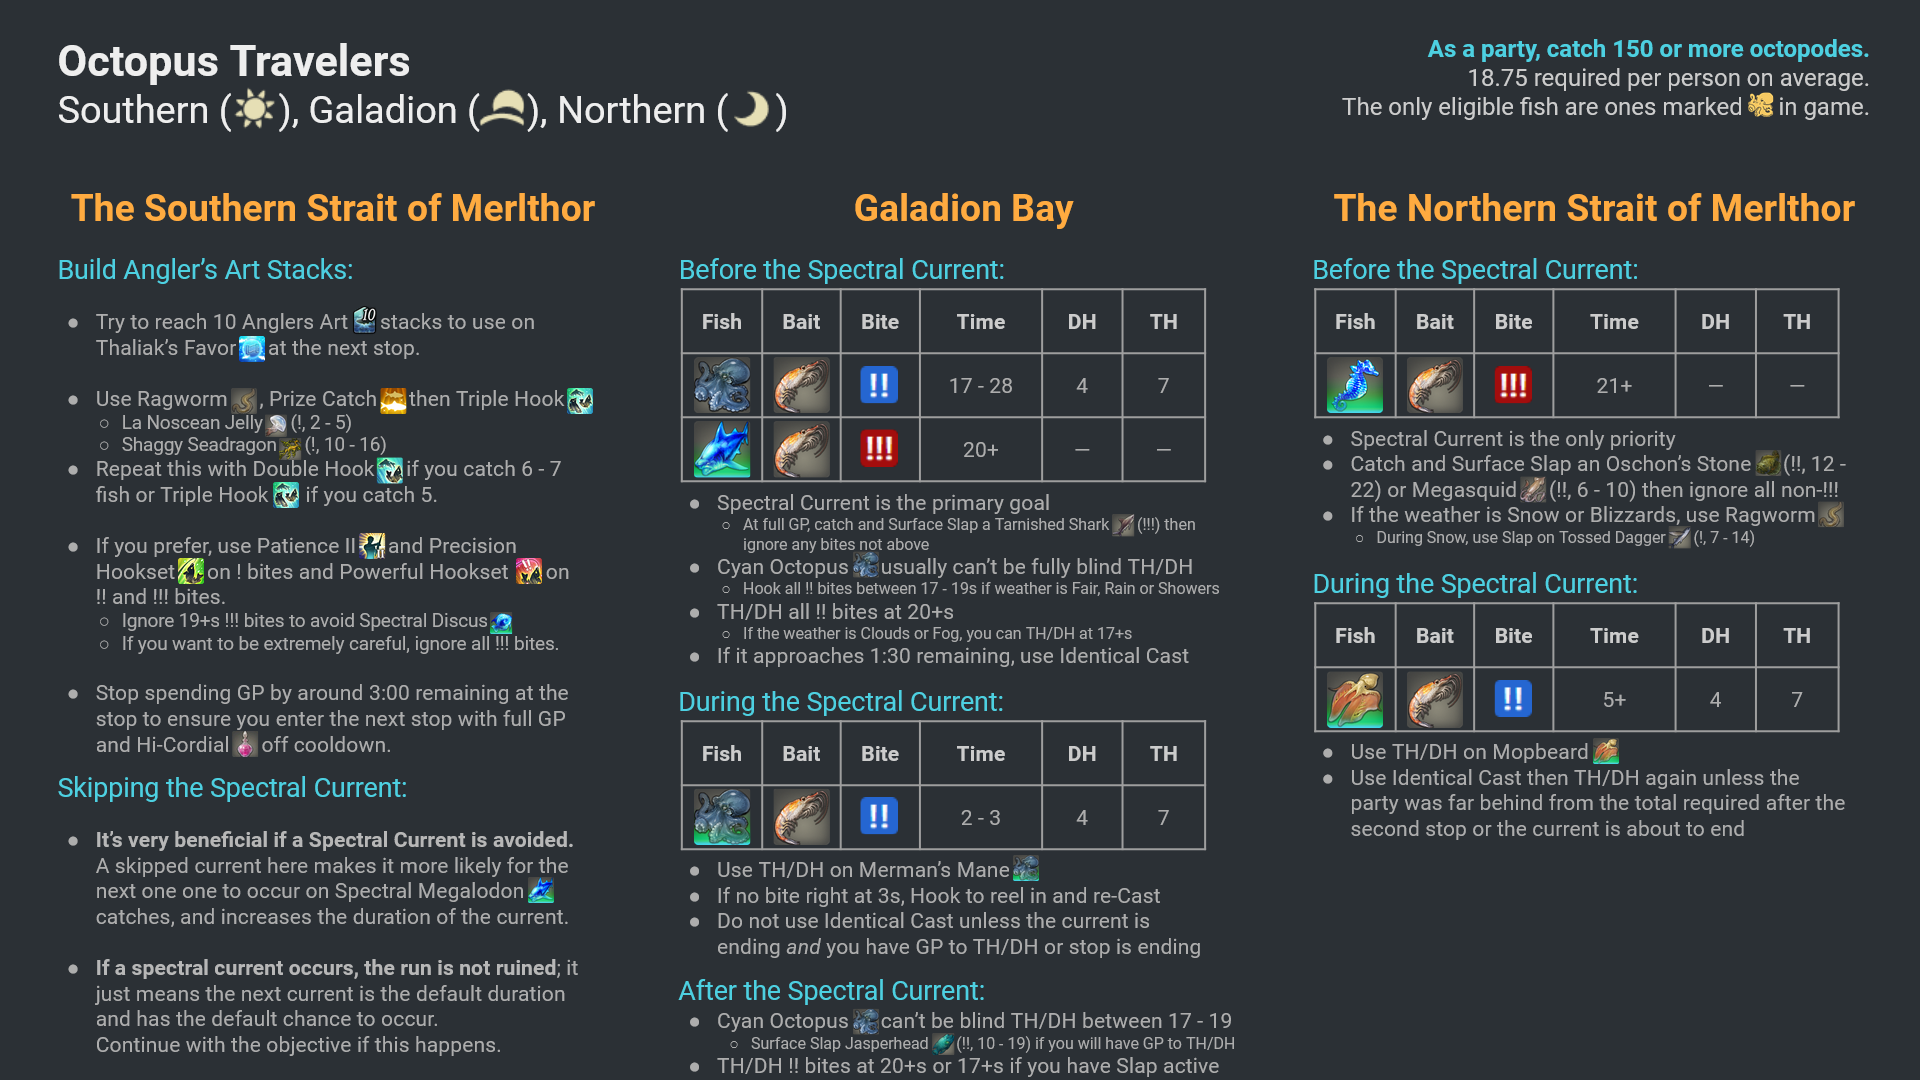 Octopus Travelers
Southern ( ), Galadion ( ), Northern ( )
As a party, catch 150 or more octopodes.
18.75 required per person on average.
The only eligible fish are ones marked in game.
The Southern Strait of Merlthor
Build Angler’s Art Stacks:
● Try to reach 10 Anglers Art 10 stacks to use on
Thaliak’s Favor at the next stop.
● Use Ragworm , Prize Catch then Triple Hook
○ La Noscean Jelly (!, 2 - 5)
○ Shaggy Seadragon (!, 10 - 16)
● Repeat this with Double Hook if you catch 6 - 7
fish or Triple Hook if you catch 5.
● If you prefer, use Patience II and Precision
Hookset on ! bites and Powerful Hookset on
!! and !!! bites.
○ Ignore 19+s !!! bites to avoid Spectral Discus
○ If you want to be extremely careful, ignore all !!! bites.
● Stop spending GP by around 3:00 remaining at the
stop to ensure you enter the next stop with full GP
and Hi-Cordial off cooldown.
Skipping the Spectral Current:
● It’s very beneficial if a Spectral Current is avoided.
A skipped current here makes it more likely for the
next one one to occur on Spectral Megalodon
catches, and increases the duration of the current.
● If a spectral current occurs, the run is not ruined; it
just means the next current is the default duration
and has the default chance to occur.
Continue with the objective if this happens.
Galadion Bay
Before the Spectral Current:
Fish Bait Bite Time DH TH
!! 17 - 28 4 7
!!! 20+ — —
● Spectral Current is the primary goal
○ At full GP, catch and Surface Slap a Tarnished Shark (!!!) then
ignore any bites not above
● Cyan Octopus usually can’t be fully blind TH/DH
○ Hook all !! bites between 17 - 19s if weather is Fair, Rain or Showers
● TH/DH all !! bites at 20+s
○ If the weather is Clouds or Fog, you can TH/DH at 17+s
● If it approaches 1:30 remaining, use Identical Cast
During the Spectral Current:
Fish Bait Bite Time DH TH
!! 2 - 3 4 7
● Use TH/DH on Merman’s Mane
● If no bite right at 3s, Hook to reel in and re-Cast
● Do not use Identical Cast unless the current is
ending and you have GP to TH/DH or stop is ending
After the Spectral Current:
● Cyan Octopus can’t be blind TH/DH between 17 - 19
○ Surface Slap Jasperhead (!!, 10 - 19) if you will have GP to TH/DH
● TH/DH !! bites at 20+s or 17+s if you have Slap active
The Northern Strait of Merlthor
Before the Spectral Current:
Fish Bait Bite Time DH TH
!!! 21+ — —
● Spectral Current is the only priority
● Catch and Surface Slap an Oschon’s Stone (!!, 12 -
22) or Megasquid (!!, 6 - 10) then ignore all non-!!!
● If the weather is Snow or Blizzards, use Ragworm
○ During Snow, use Slap on Tossed Dagger (!, 7 - 14)
During the Spectral Current:
Fish Bait Bite Time DH TH
!! 5+ 4 7
● Use TH/DH on Mopbeard
● Use Identical Cast then TH/DH again unless the
party was far behind from the total required after the
second stop or the current is about to end